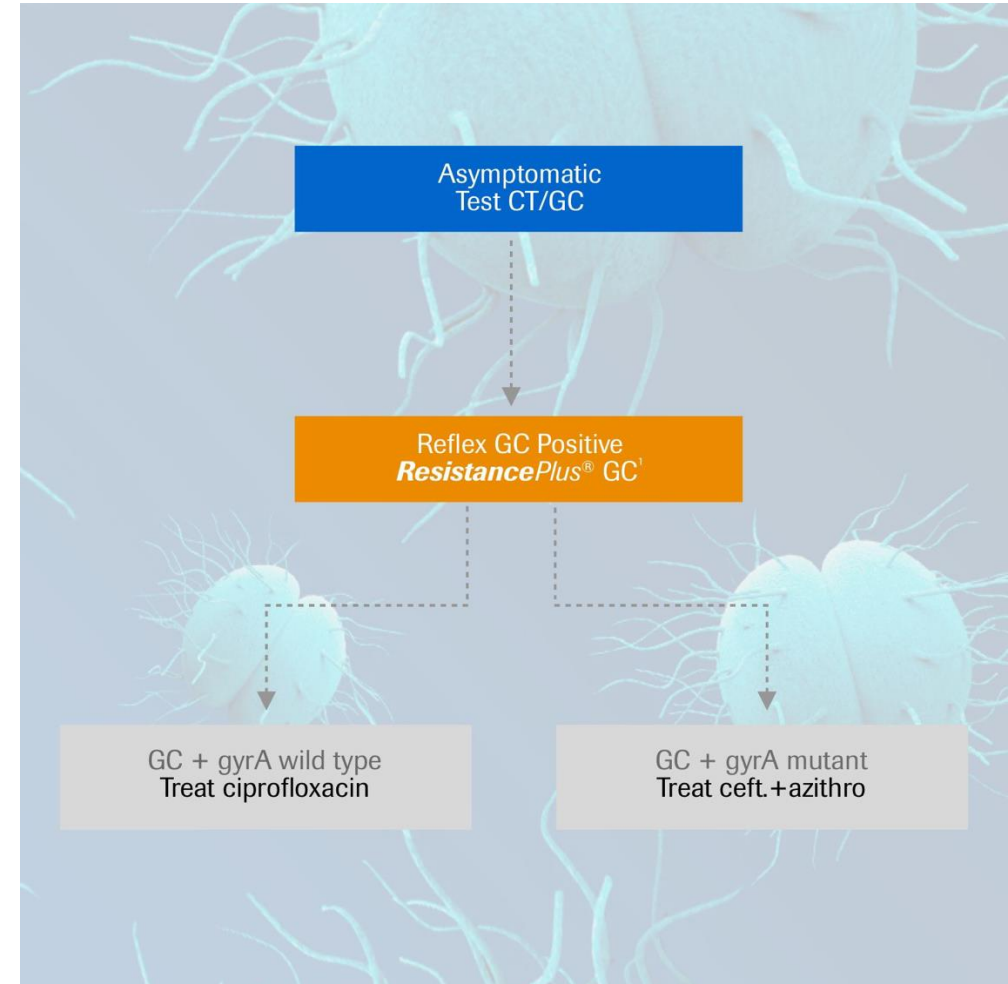 Asymptomatic
Test CT/GC
Reflex GC Positive
ResistancePlus® GC¹
GC + gyrA wild type
Treat ciprofloxacin
GC + gyrA mutant
Treat ceft.+azithro